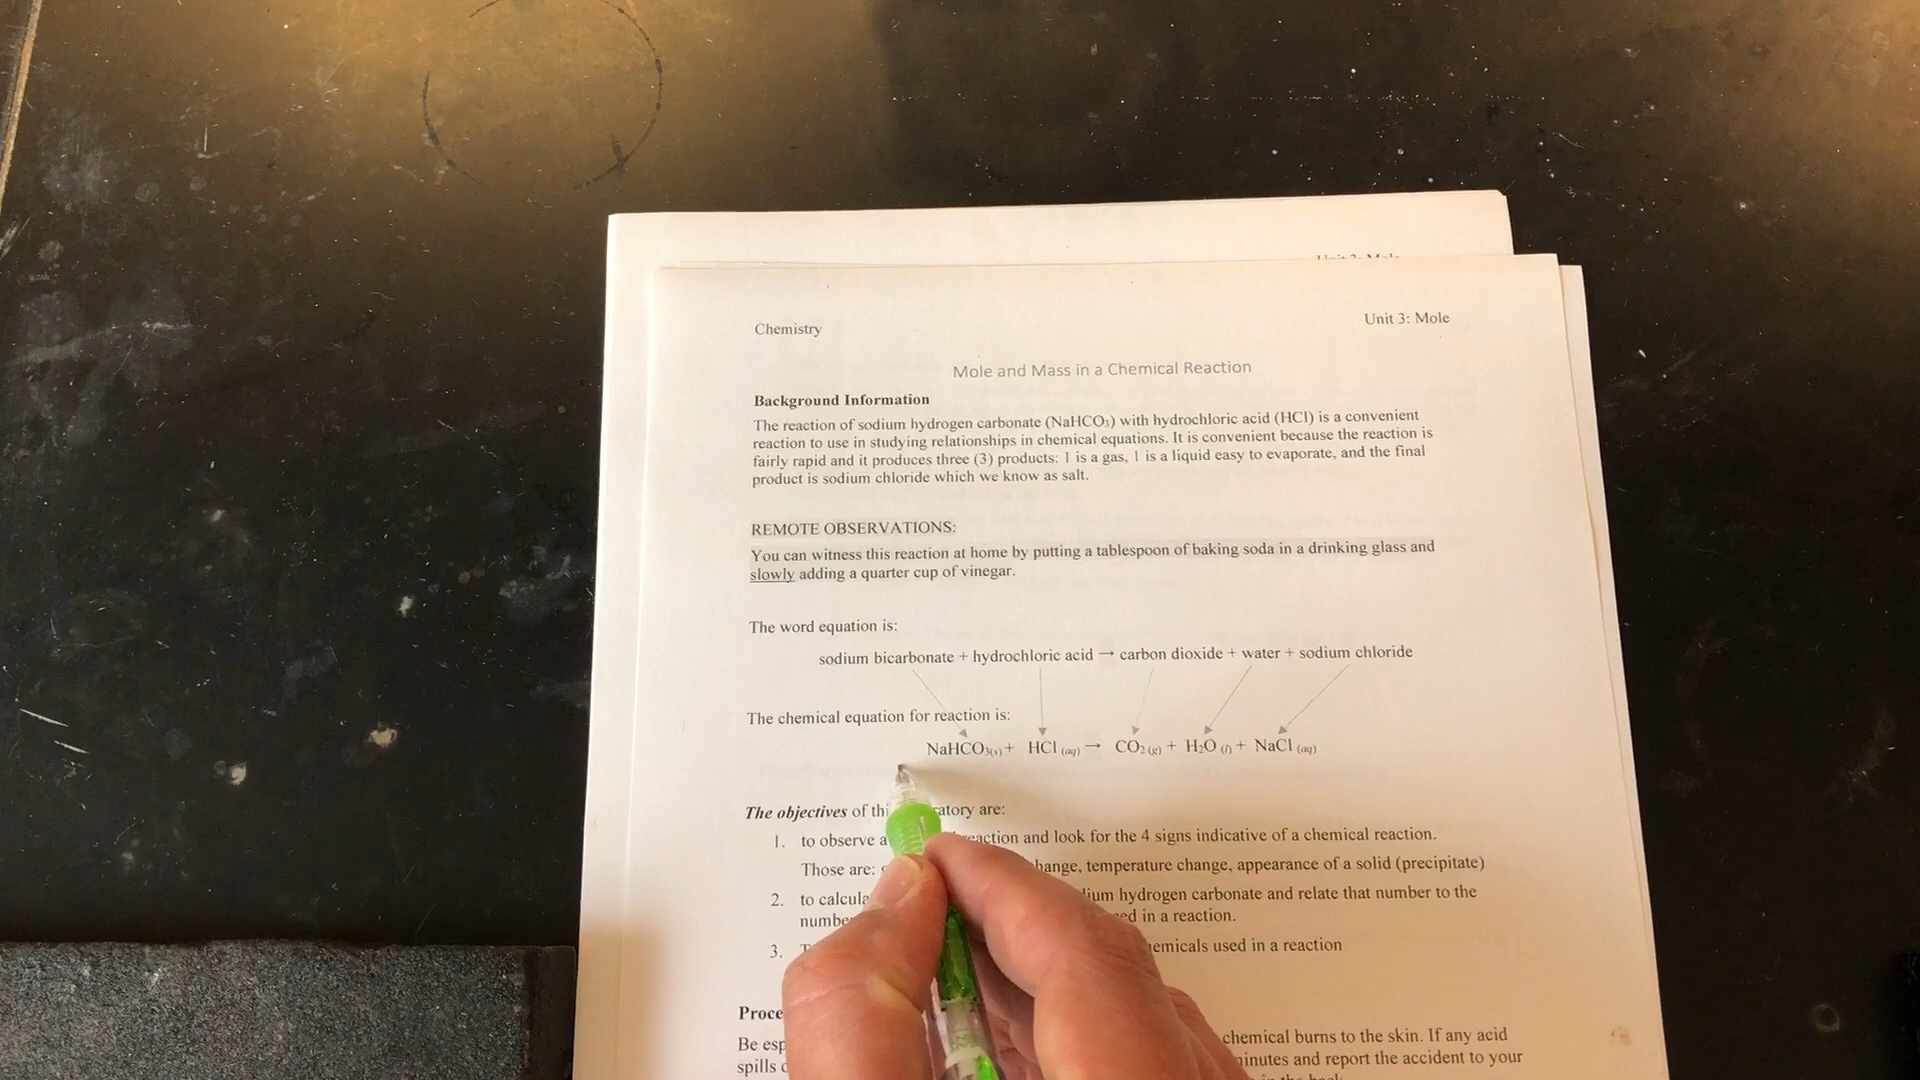 Chemistry Unit 3: Mole
Mole and Mass in a Chemical Reaction
Background Information
The reaction of sodium hydrogen carbonate (NaHCO₃) with hydrochloric acid (HCl) is a convenient
reaction to use in studying relationships in chemical equations. It is convenient because the reaction is
fairly rapid and it produces three (3) products: 1 is a gas, 1 is a liquid easy to evaporate, and the final
product is sodium chloride which we know as salt.
REMOTE OBSERVATIONS:
You can witness this reaction at home by putting a tablespoon of baking soda in a drinking glass and
slowly adding a quarter cup of vinegar.
The word equation is:
sodium bicarbonate + hydrochloric acid → carbon dioxide + water + sodium chloride
The chemical equation for reaction is:
NaHCO₃(s) + HCl (aq) → CO₂ (g) + H₂O (l) + NaCl (aq)
The objectives of atory are:
1. to observe a eaction and look for the 4 signs indicative of a chemical reaction.
Those are: hange, temperature change, appearance of a solid (precipitate)
2. to calcula ium hydrogen carbonate and relate that number to the
numbe ed in a reaction.
3. emicals used in a reaction
Proce
Be esp chemical burns to the skin. If any acid
spills inutes and report the accident to your